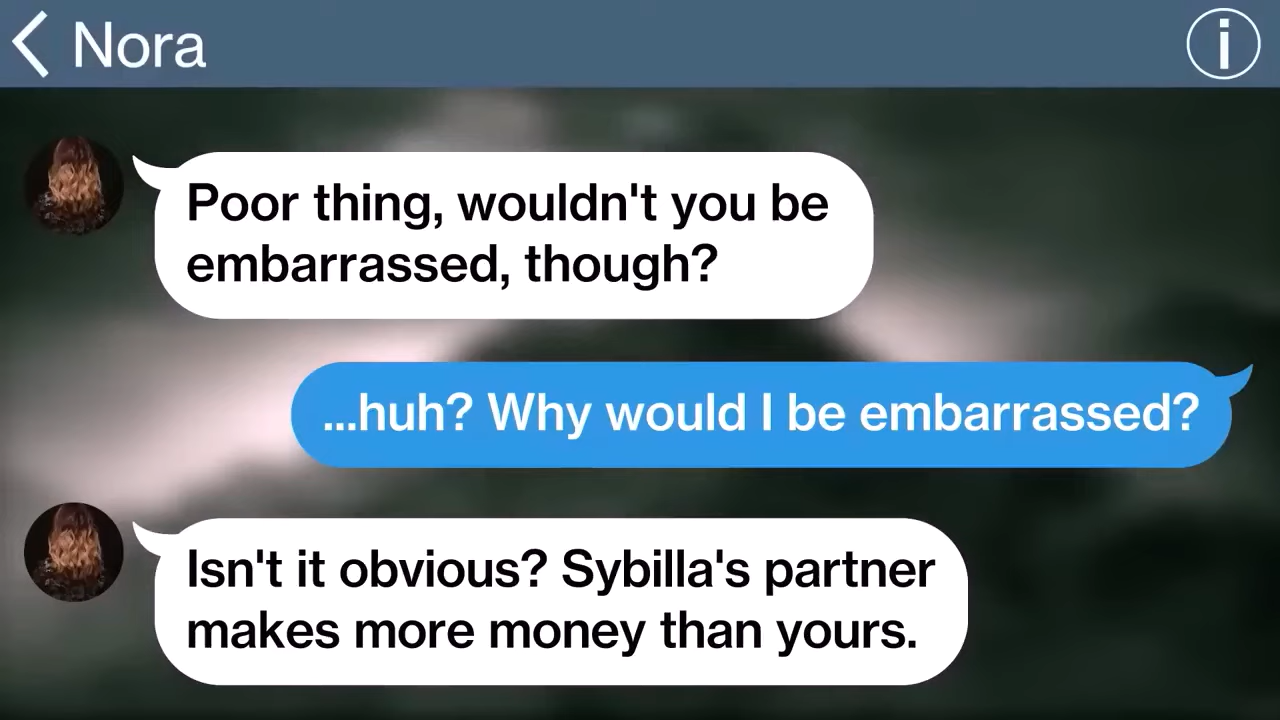 Nora
Poor thing, wouldn't you be
embarrassed, though?
...huh? Why would I be embarrassed?
Isn't it obvious? Sybilla's partner
makes more money than yours.